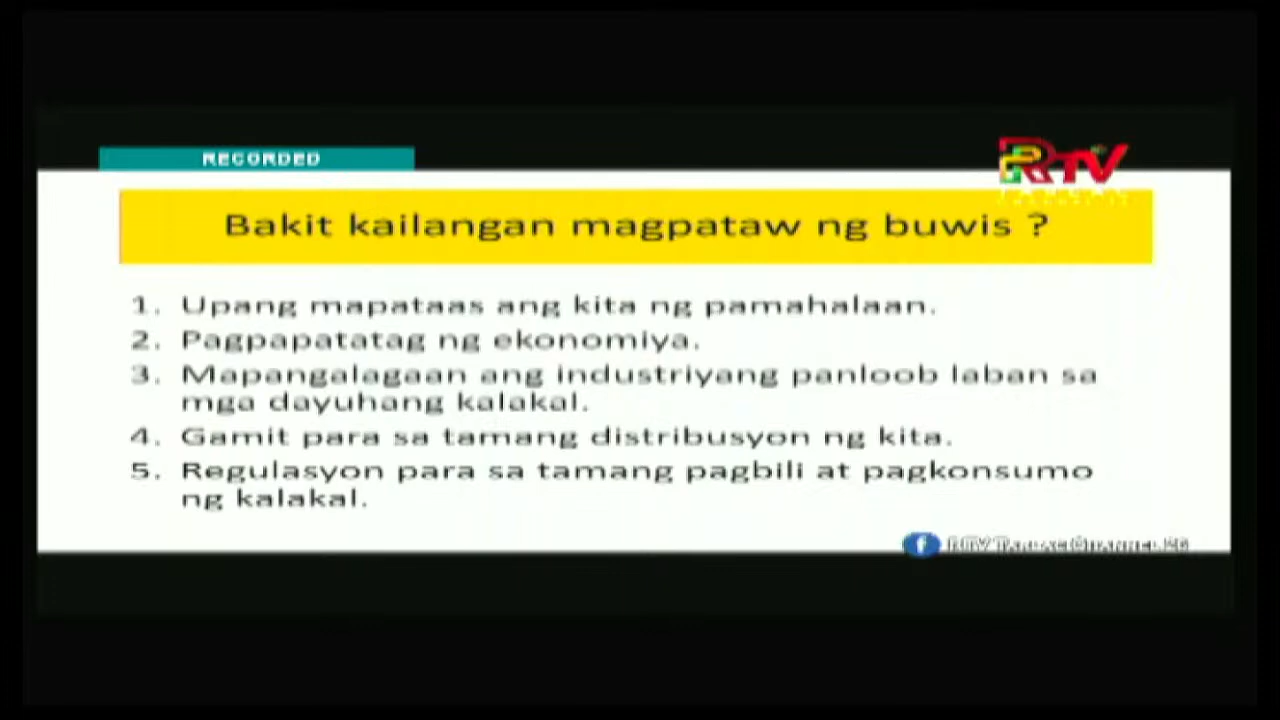 RECORDED
RTV
TARLAC
Bakit kailangan magpataw ng buwis ?
1. Upang mapataas ang kita ng pamahalaan.
2. Pagpapatatag ng ekonomiya.
3. Mapangalagaan ang industriyang panloob laban sa
mga dayuhang kalakal.
4. Gamit para sa tamang distribusyon ng kita.
5. Regulasyon para sa tamang pagbili at pagkonsumo
ng kalakal.
f